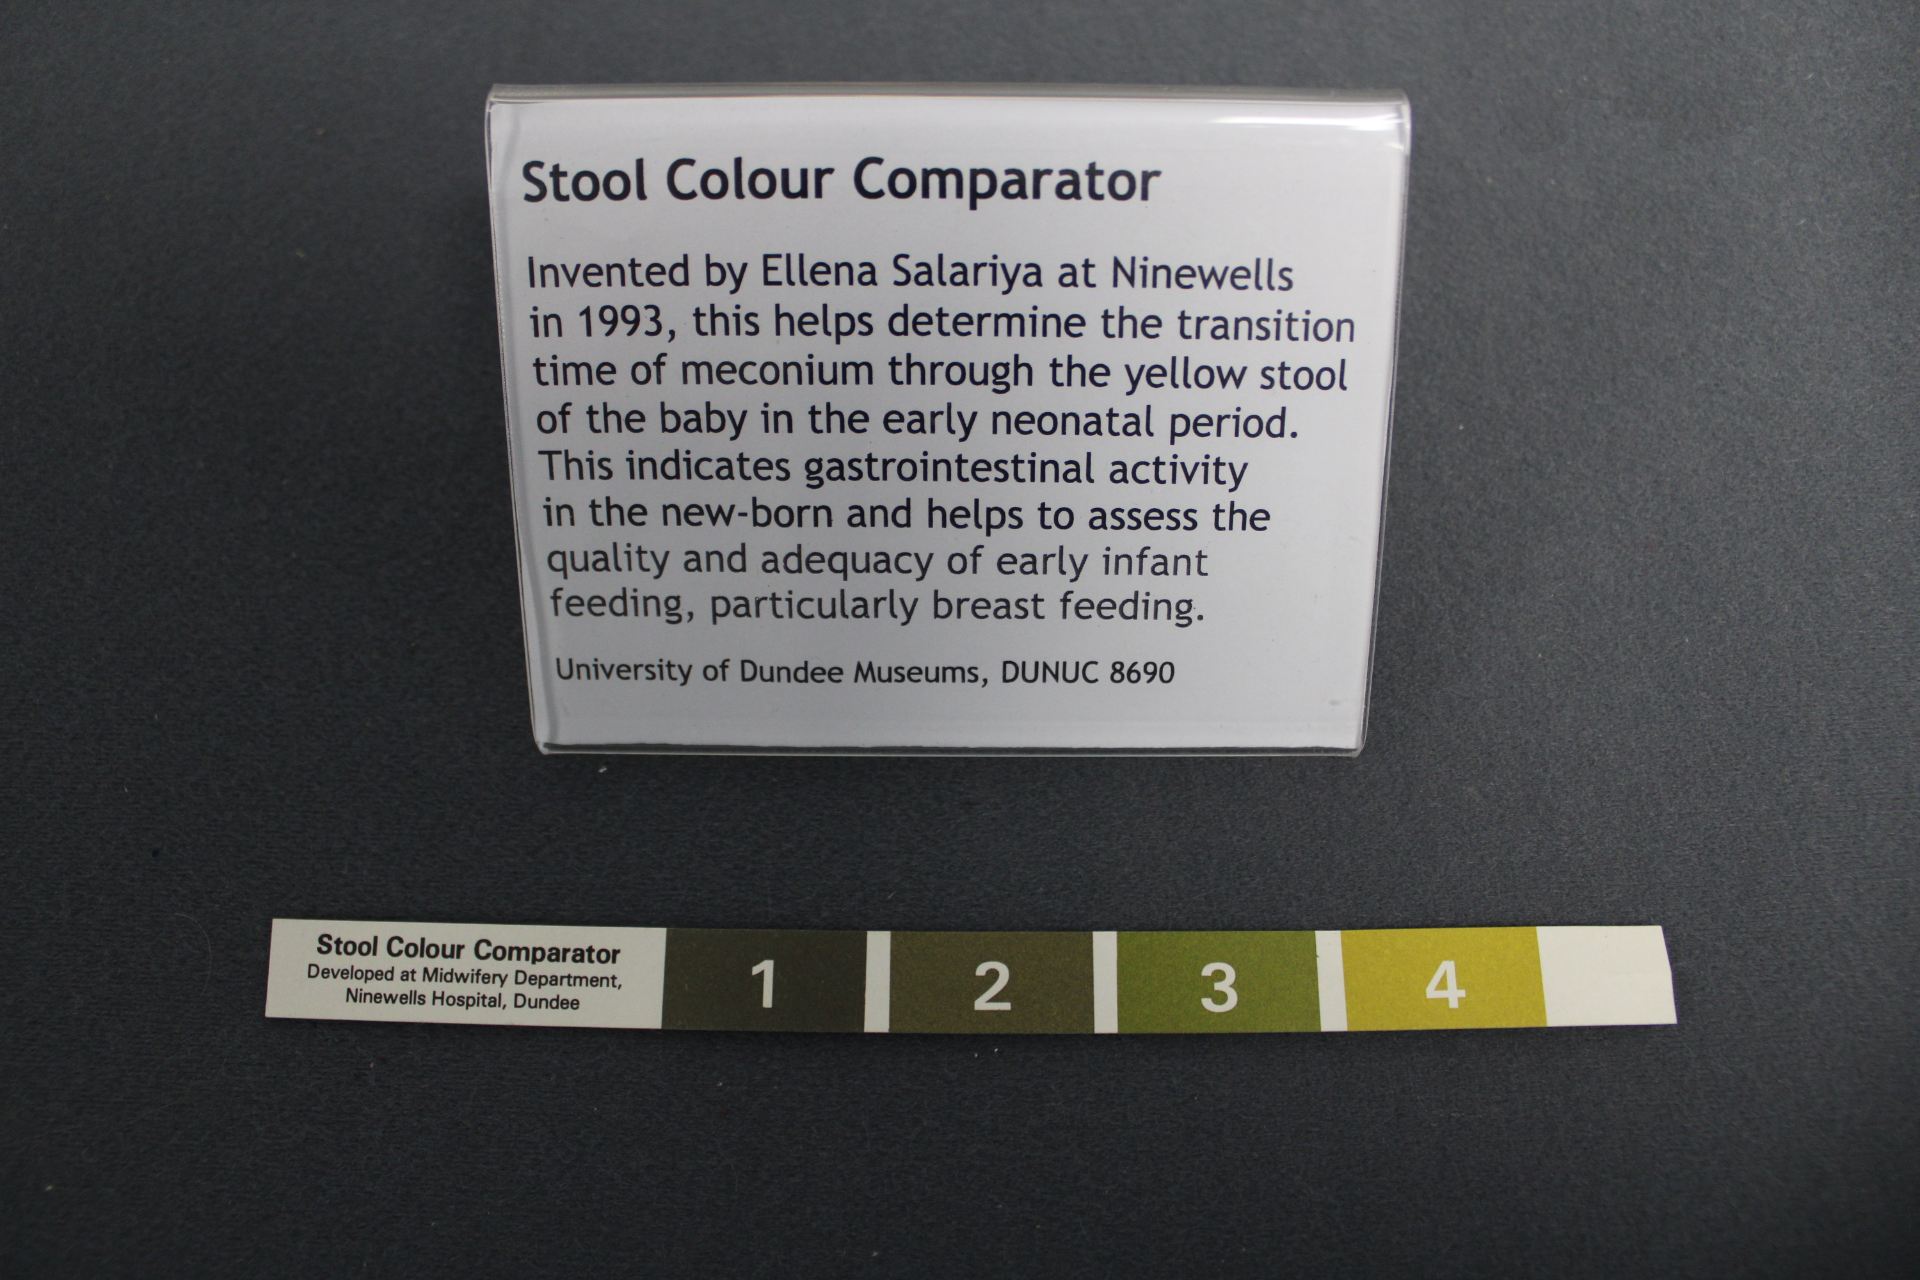 Stool Colour Comparator
Invented by Ellena Salariya at Ninewells
in 1993, this helps determine the transition
time of meconium through the yellow stool
of the baby in the early neonatal period.
This indicates gastrointestinal activity
in the new-born and helps to assess the
quality and adequacy of early infant
feeding, particularly breast feeding.
University of Dundee Museums, DUNUC 8690
Stool Colour Comparator
Developed at Midwifery Department,
Ninewells Hospital, Dundee
1 2 3 4